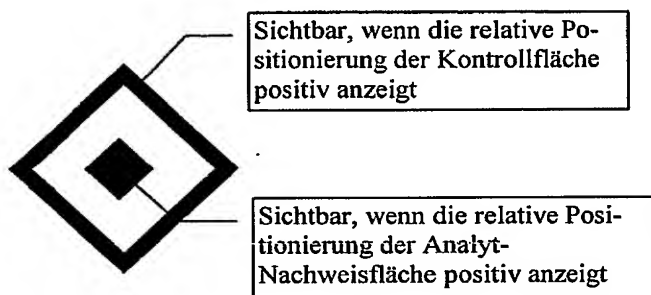 Sichtbar, wenn die relative Po-
sitionierung der Kontrollfläche
positiv anzeigt
Sichtbar, wenn die relative Posi-
tionierung der Analyt-
Nachweisfläche positiv anzeigt